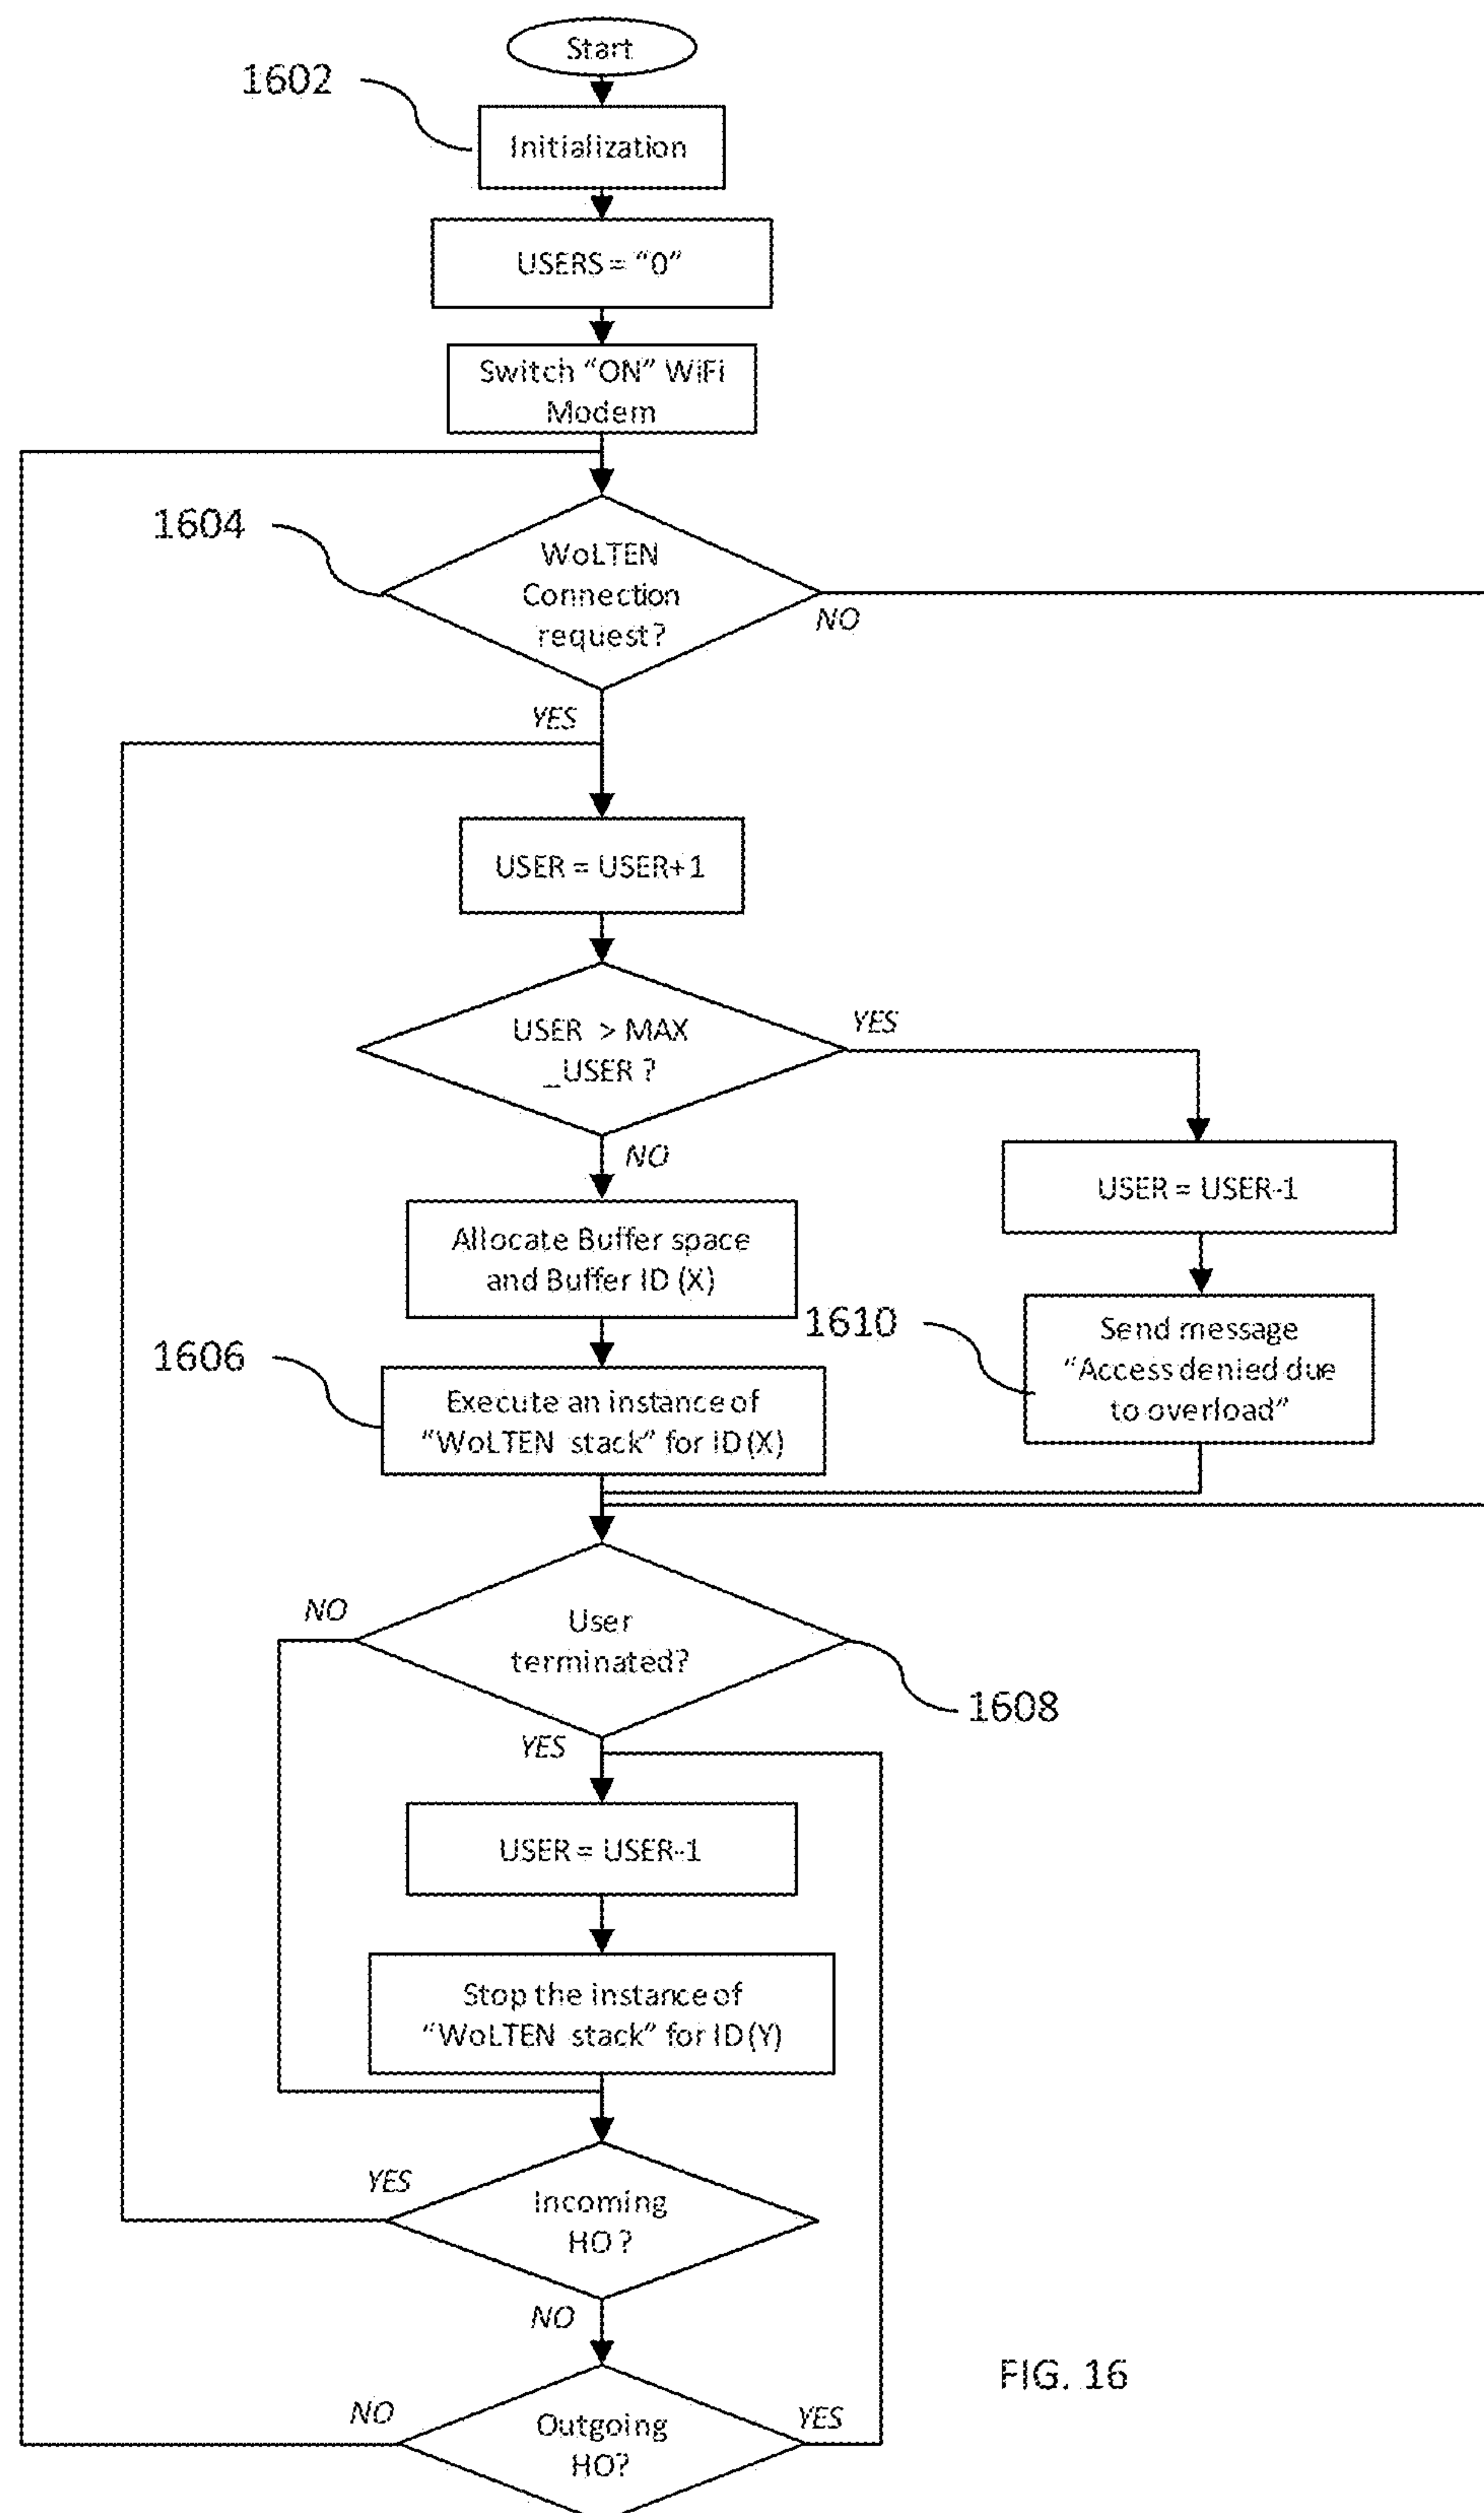 Start
1602
Initialization
USERS = “0”
Switch “ON” WiFi
Modem
1604
WoLTEN
Connection
request?
NO
YES
USER = USER+1
USER > MAX
_USER ?
YES
NO
USER = USER-1
Allocate Buffer space
and Buffer ID (X)
1610
Send message
“Access denied due
to overload”
1606
Execute an instance of
“WoLTEN stack” for ID(X)
NO
User
terminated?
1608
YES
USER = USER-1
Stop the instance of
“WoLTEN stack” for ID(Y)
YES
Incoming
HO ?
NO
FIG. 16
NO
Outgoing
HO?
YES